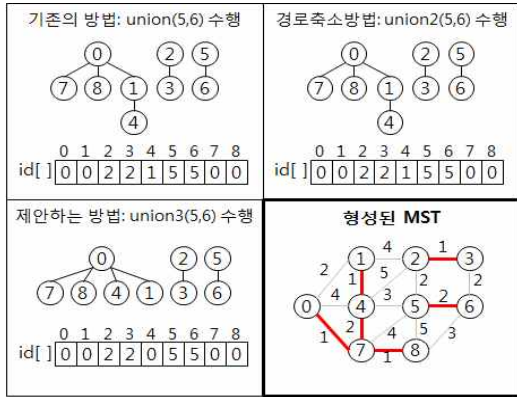 기존의 방법: union(5,6) 수행
0 2 5
7 8 1 3 6
4
0 1 2 3 4 5 6 7 8
id[ ] 0 0 2 2 1 5 5 0 0
경로축소방법: union2(5,6) 수행
0 2 5
7 8 1 3 6
4
0 1 2 3 4 5 6 7 8
id[ ] 0 0 2 2 1 5 5 0 0
제안하는 방법: union3(5,6) 수행
0 2 5
7 8 4 1 3 6
0 1 2 3 4 5 6 7 8
id[ ] 0 0 2 2 0 5 5 0 0
형성된 MST
4 1
1 2 3
2 1 5 2 2
4 3 2
0 4 5 6
1 2 4 5 3
7 1 8